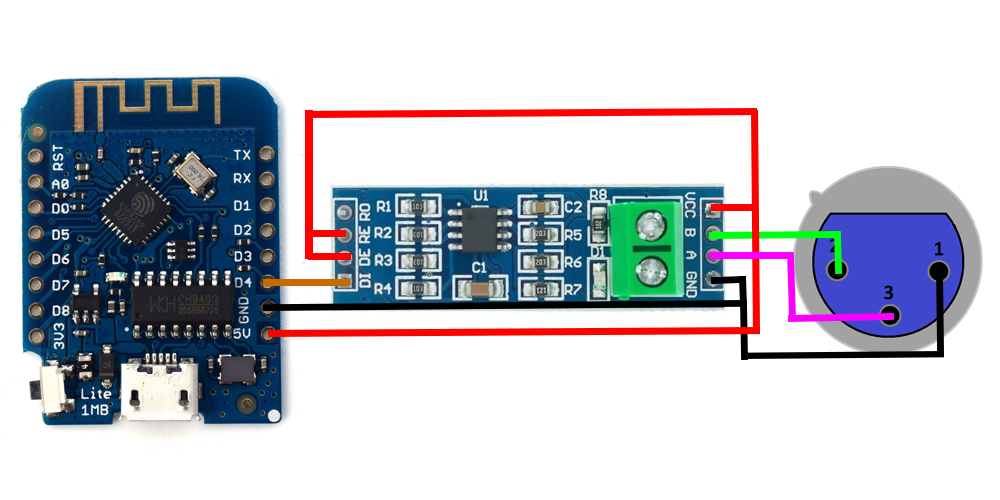 RST
A0
D0
D5
D6
D7
D8
3V3
TX
RX
D1
D2
D3
D4
GND
5V
CH340G
Lite
1MB
RO
RE
DE
DI
R1
R2
R3
R4
U1
C1
C2
R5
R6
R7
R8
D1
VCC
B
A
GND
2
1
3